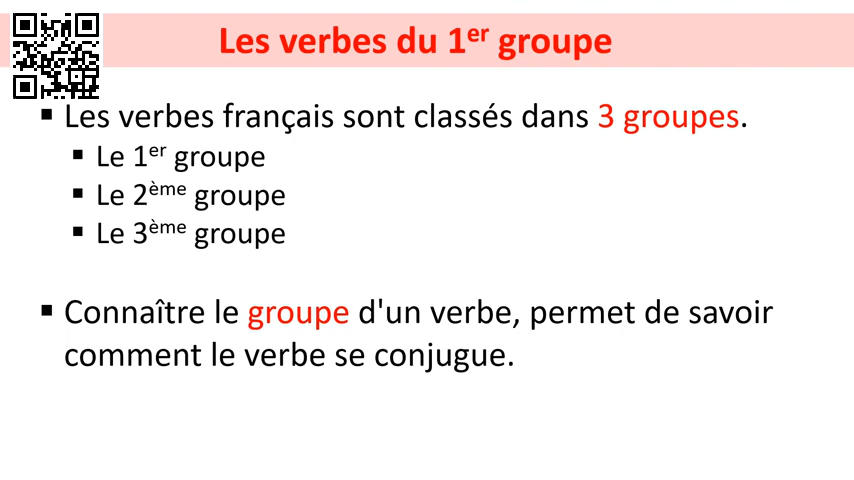 Les verbes du 1er groupe
▪ Les verbes français sont classés dans 3 groupes.
▪ Le 1er groupe
▪ Le 2ème groupe
▪ Le 3ème groupe
▪ Connaître le groupe d'un verbe, permet de savoir
comment le verbe se conjugue.